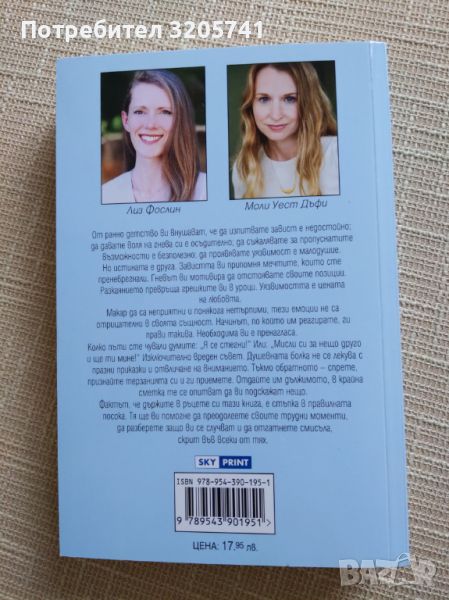 Потребител 3205741
Лиз Фослин
Моли Уест Дъфи
От ранно детство ви внушават, че да изпитвате завист е недостойно;
да давате воля на гнева си е осъдително; да съжалявате за пропуснатите
възможности е безполезно; да проявявате уязвимост е малодушие.
Но истината е друга. Завистта ви припомня мечтите, които сте
пренебрегнали. Гневът ви мотивира да отстоявате своите позиции.
Разкаянието превръща грешките ви в уроци. Уязвимостта е цената
на любовта.
Макар да са неприятни и понякога нетърпими, тези емоции не са
отрицателни в своята същност. Начинът, по който им реагирате, ги
прави такива. Необходима ви е пренагласа.
Колко пъти сте чували думите: „Я се стегни!" Или: „Мисли си за нещо друго
и ще ти мине!" Изключително вреден съвет. Душевната болка не се лекува с
празни приказки и отвличане на вниманието. Тъкмо обратното – спрете,
признайте терзанията си и ги приемете. Отдайте им дължимото, в крайна
сметка те се опитват да ви подскажат нещо.
Фактът, че държите в ръцете си тази книга, е стъпка в правилната
посока. Тя ще ви помогне да преодолеете своите трудни моменти,
да разберете защо ви се случват и да отгатнете смисъла,
скрит във всеки от тях.
SKY PRINT
ISBN 978-954-390-195-1
9 789543 901951 >
ЦЕНА: 17,95 лв.
bazar